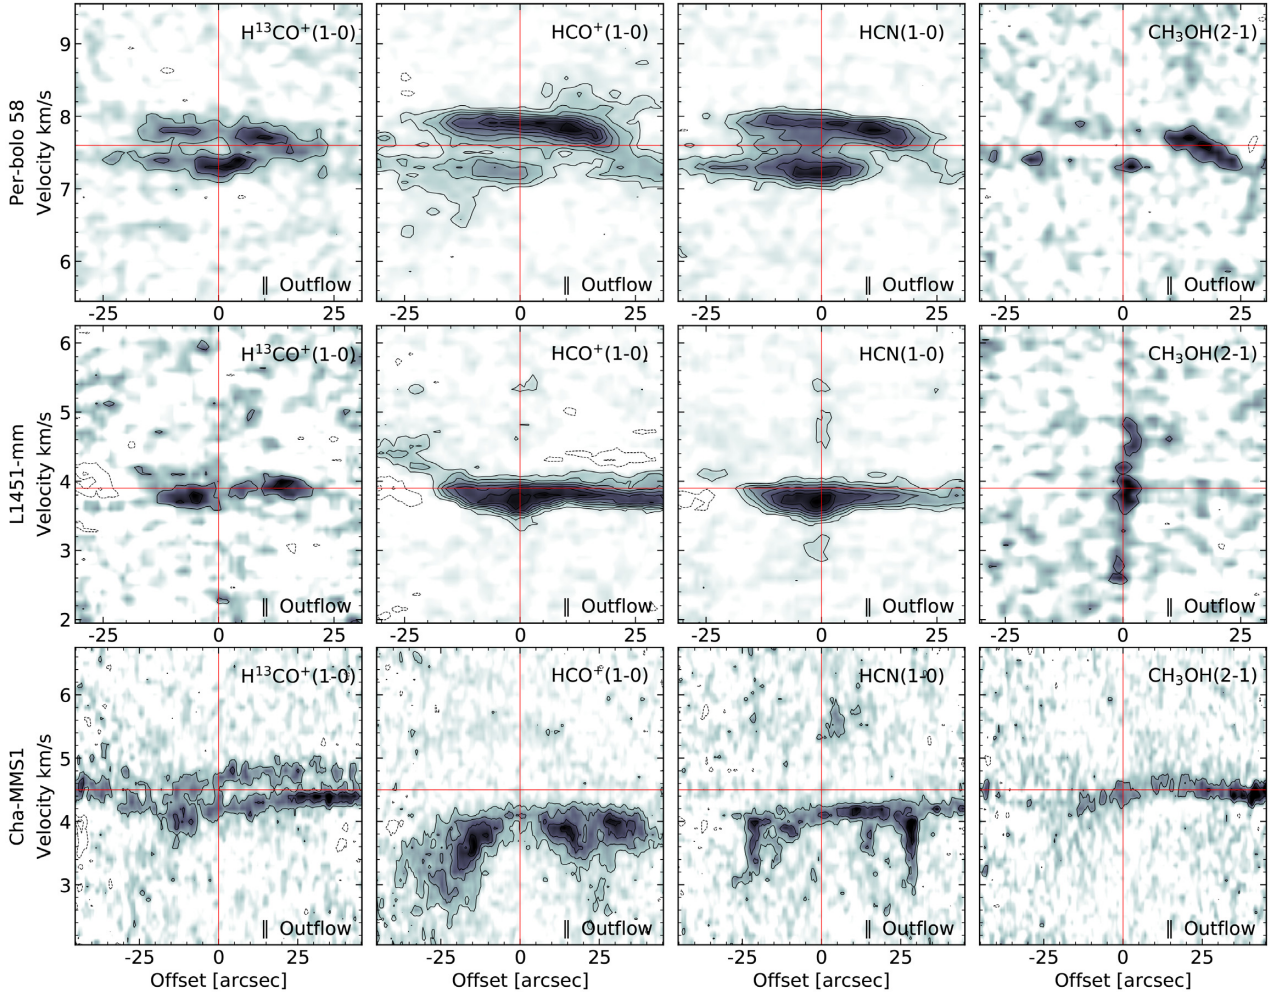 H¹³CO⁺(1-0)
HCO⁺(1-0)
HCN(1-0)
CH₃OH(2-1)
9
8
7
6
Per-bolo 58
Velocity km/s
∥ Outflow
∥ Outflow
∥ Outflow
∥ Outflow
-25 0 25
-25 0 25
-25 0 25
-25 0 25
H¹³CO⁺(1-0)
HCO⁺(1-0)
HCN(1-0)
CH₃OH(2-1)
6
5
4
3
2
L1451-mm
Velocity km/s
∥ Outflow
∥ Outflow
∥ Outflow
∥ Outflow
-25 0 25
-25 0 25
-25 0 25
-25 0 25
H¹³CO⁺(1-0)
HCO⁺(1-0)
HCN(1-0)
CH₃OH(2-1)
6
5
4
3
Cha-MMS1
Velocity km/s
∥ Outflow
∥ Outflow
∥ Outflow
∥ Outflow
-25 0 25
-25 0 25
-25 0 25
-25 0 25
Offset [arcsec]
Offset [arcsec]
Offset [arcsec]
Offset [arcsec]